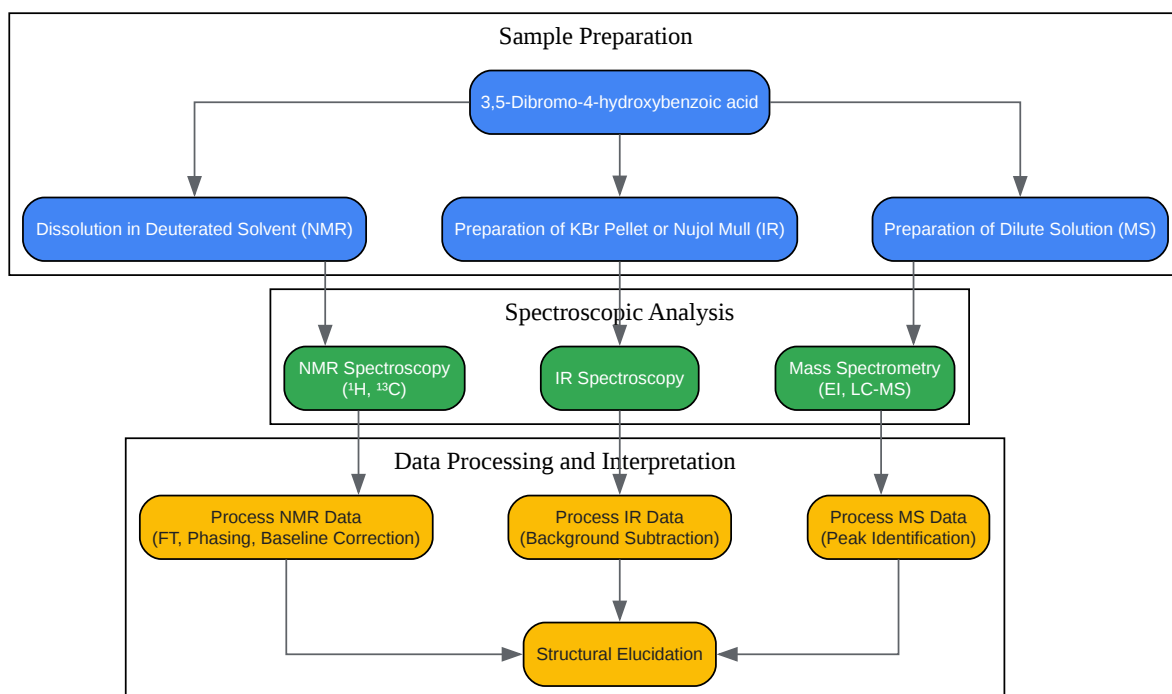 Sample Preparation
3,5-Dibromo-4-hydroxybenzoic acid
Dissolution in Deuterated Solvent (NMR)
Preparation of KBr Pellet or Nujol Mull (IR)
Preparation of Dilute Solution (MS)
Spectroscopic Analysis
NMR Spectroscopy
(¹H, ¹³C)
IR Spectroscopy
Mass Spectrometry
(EI, LC-MS)
Data Processing and Interpretation
Process NMR Data
(FT, Phasing, Baseline Correction)
Process IR Data
(Background Subtraction)
Process MS Data
(Peak Identification)
Structural Elucidation